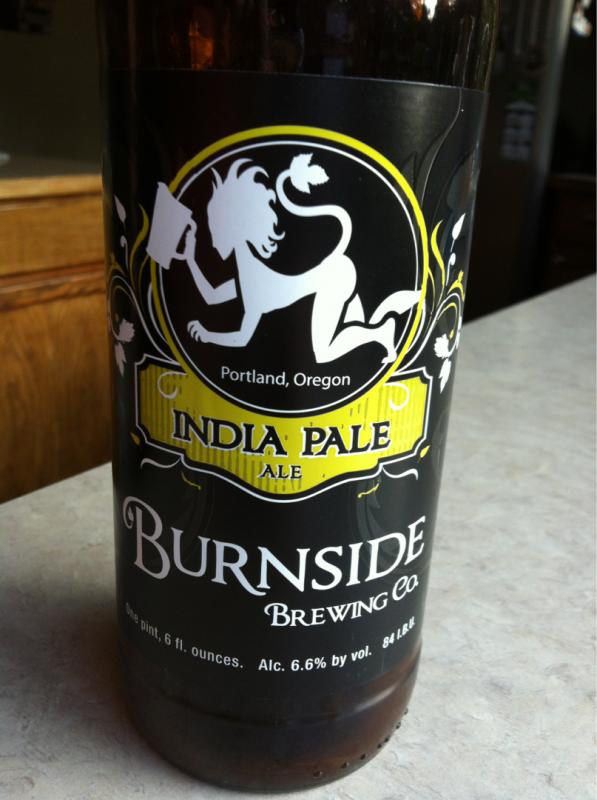 Portland, Oregon
INDIA PALE
ALE
BURNSIDE
BREWING CO.
One pint, 6 fl. ounces. Alc. 6.6% by vol. 84 I.B.U.